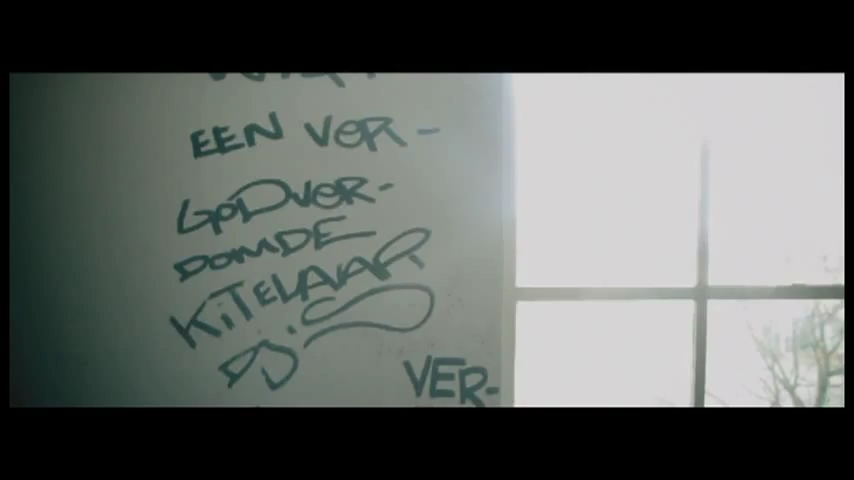 EEN VER-
GODVER-
DOMDE
KITELAAR
DJ.S
VER-